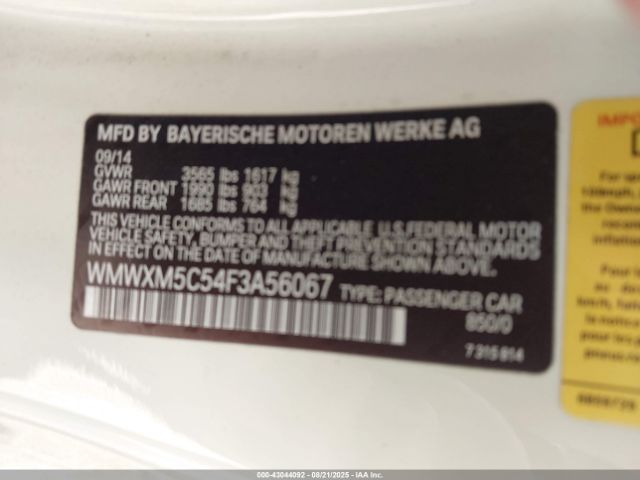 MFD BY BAYERISCHE MOTOREN WERKE AG
09/14
GVWR 3565 lbs 1617 kg
GAWR FRONT 1990 lbs 903 kg
GAWR REAR 1685 lbs 764 kg
THIS VEHICLE CONFORMS TO ALL APPLICABLE U.S. FEDERAL MOTOR
VEHICLE SAFETY, BUMPER AND THEFT PREVENTION STANDARDS
IN EFFECT ON THE DATE OF MANUFACTURE SHOWN ABOVE.
WMWXM5C54F3A56067 TYPE: PASSENGER CAR
850/0
7 315 814
000-43044092 - 08/21/2025 - IAA Inc.